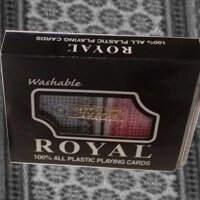 ROYAL
100% ALL PLASTIC PLAYING CARDS
Washable
ROYAL
100% ALL PLASTIC PLAYING CARDS